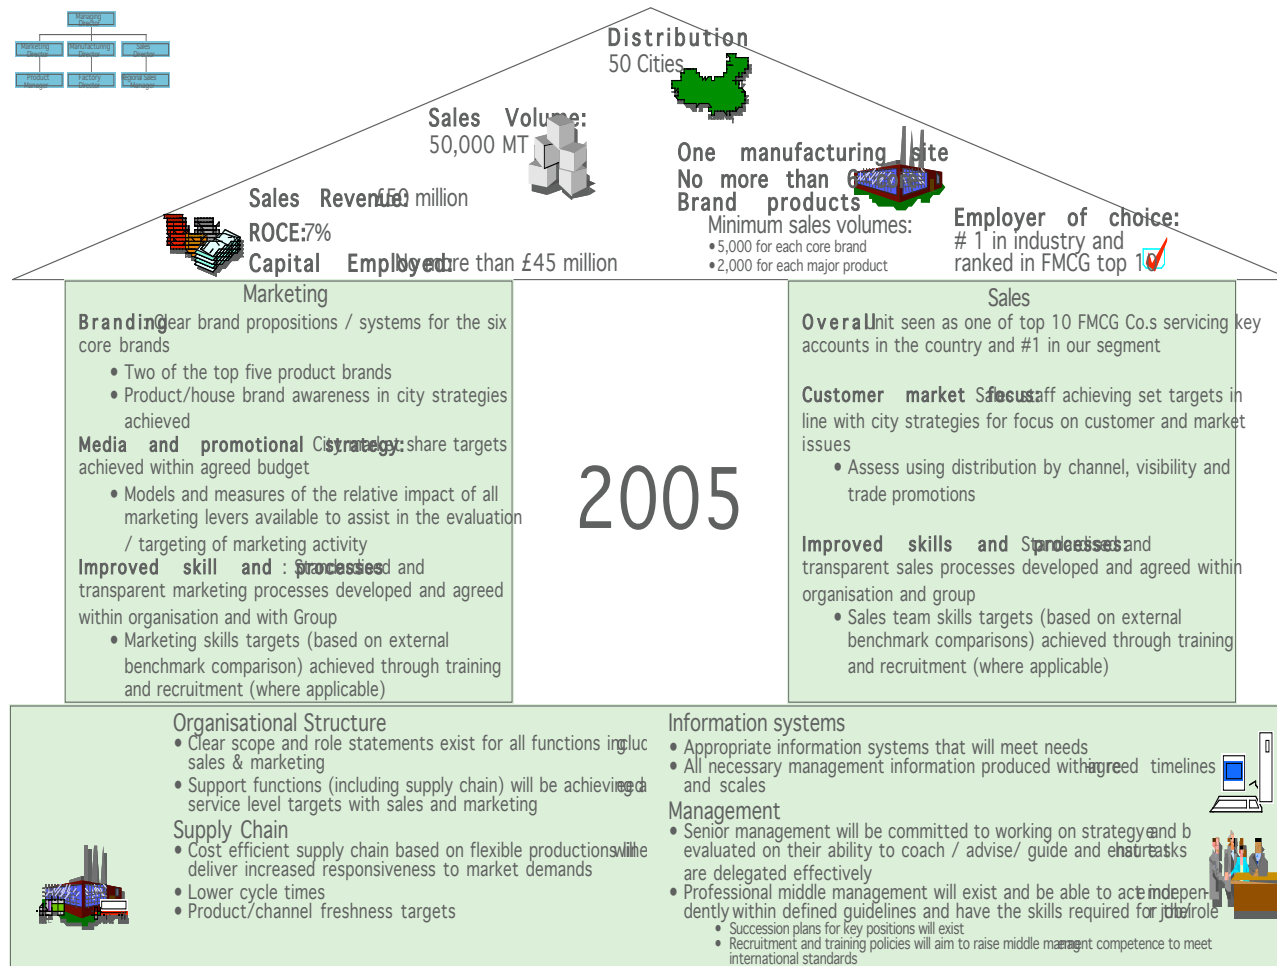 Managing
Director
Marketing
Director
Manufacturing
Director
Sales
Director
Product
Manager
Factory
Director
Regional Sales
Manager
Distribution
50 Cities
Sales Volume:
50,000 MT
One manufacturing site
No more than 6
Brand products
Minimum sales volumes:
• 5,000 for each core brand
• 2,000 for each major product
Sales Revenue: £50 million
ROCE: 7%
Capital Employed: No more than £45 million
Employer of choice:
# 1 in industry and
ranked in FMCG top 10
Marketing
Branding: Clear brand propositions / systems for the six
core brands
• Two of the top five product brands
• Product/house brand awareness in city strategies
achieved
Media and promotional strategy: City market share targets
achieved within agreed budget
• Models and measures of the relative impact of all
marketing levers available to assist in the evaluation
/ targeting of marketing activity
Improved skill and processes: Standardised and
transparent marketing processes developed and agreed
within organisation and with Group
• Marketing skills targets (based on external
benchmark comparison) achieved through training
and recruitment (where applicable)
2005
Sales
Overall: Unit seen as one of top 10 FMCG Co.s servicing key
accounts in the country and #1 in our segment
Customer market focus: Sales staff achieving set targets in
line with city strategies for focus on customer and market
issues
• Assess using distribution by channel, visibility and
trade promotions
Improved skills and processes: Standardised and
transparent sales processes developed and agreed within
organisation and group
• Sales team skills targets (based on external
benchmark comparisons) achieved through training
and recruitment (where applicable)
Organisational Structure
• Clear scope and role statements exist for all functions
sales & marketing
• Support functions (including supply chain) will be achieving
service level targets with sales and marketing
Supply Chain
• Cost efficient supply chain based on flexible productions will
deliver increased responsiveness to market demands
• Lower cycle times
• Product/channel freshness targets
Information systems
• Appropriate information systems that will meet needs
• All necessary management information produced within agreed timelines
and scales
Management
• Senior management will be committed to working on strategy and b
evaluated on their ability to coach / advise/ guide and ensure tasks
are delegated effectively
• Professional middle management will exist and be able to act indepen-
dently within defined guidelines and have the skills required for job/role
• Succession plans for key positions will exist
• Recruitment and training policies will aim to raise middle management competence to meet
international standards